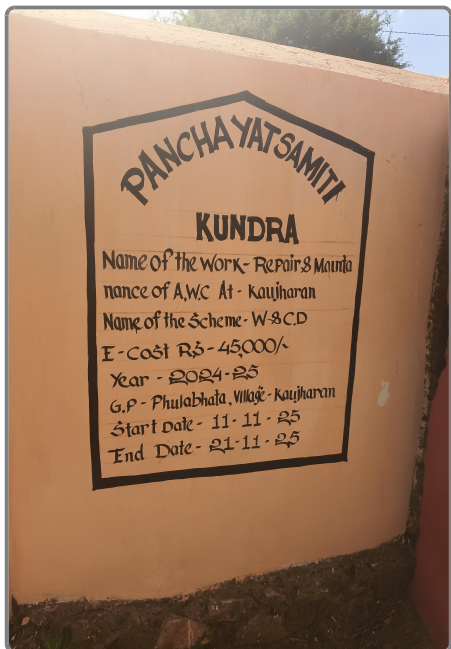 PANCHAYATSAMITI
KUNDRA
Name of the Work - Repair & Mainta
nance of A.W.C At - Kaujharan
Name of the Scheme - W&CD
E-Cost RS - 45,000/-
Year - 2024-25
G.P - Phulabhata, Village - Kaujharan
Start Date - 11-11-25
End Date - 21-11-25